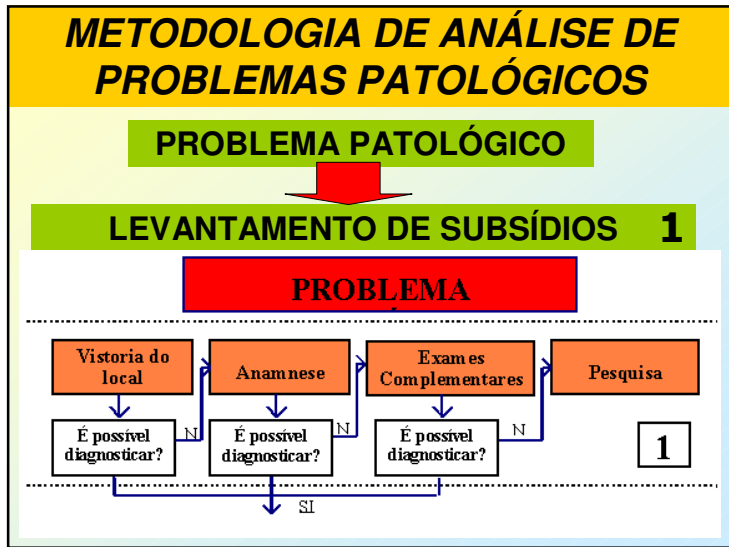 METODOLOGIA DE ANÁLISE DE
PROBLEMAS PATOLÓGICOS
PROBLEMA PATOLÓGICO
LEVANTAMENTO DE SUBSÍDIOS 1
PROBLEMA
Vistoria do
local
Anamnese
Exames
Complementares
Pesquisa
É possível
diagnosticar?
N
É possível
diagnosticar?
N
É possível
diagnosticar?
N
1
SI